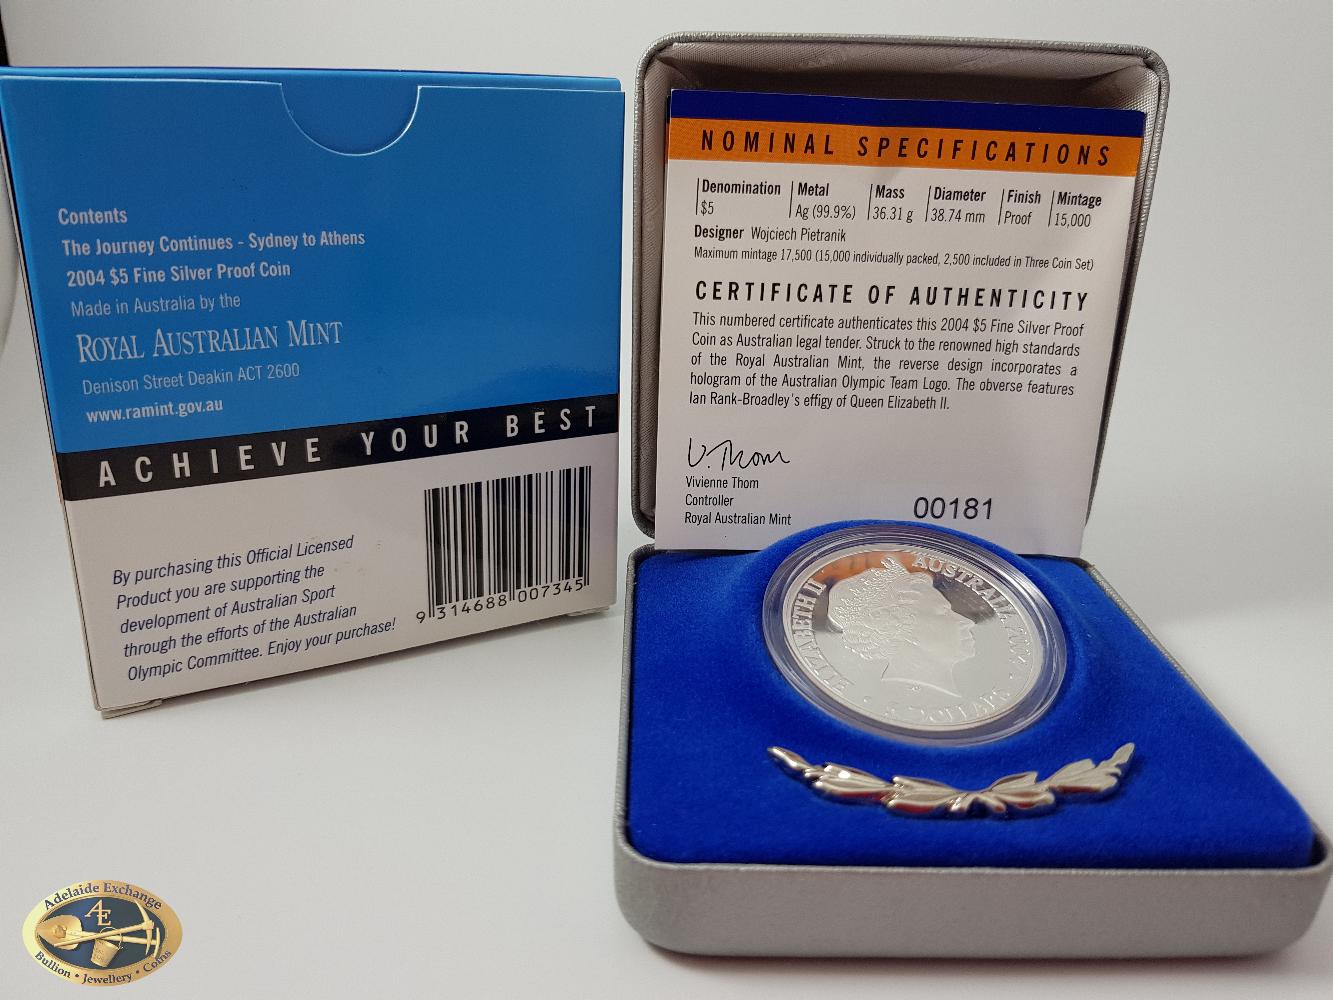 Contents
The Journey Continues - Sydney to Athens
2004 $5 Fine Silver Proof Coin
Made in Australia by the
ROYAL AUSTRALIAN MINT
Denison Street Deakin ACT 2600
www.ramint.gov.au
ACHIEVE YOUR BEST
By purchasing this Official Licensed
Product you are supporting the
development of Australian Sport
through the efforts of the Australian
Olympic Committee. Enjoy your purchase!
9 314688 007345
NOMINAL SPECIFICATIONS
Denomination Metal Mass Diameter Finish Mintage
$5 Ag (99.9%) 36.31 g 38.74 mm Proof 15,000
Designer Wojciech Pietranik
Maximum mintage 17,500 (15,000 individually packed, 2,500 included in Three Coin Set)
CERTIFICATE OF AUTHENTICITY
This numbered certificate authenticates this 2004 $5 Fine Silver Proof
Coin as Australian legal tender. Struck to the renowned high standards
of the Royal Australian Mint, the reverse design incorporates a
hologram of the Australian Olympic Team Logo. The obverse features
Ian Rank-Broadley's effigy of Queen Elizabeth II.
V. Thom
Vivienne Thom
Controller
Royal Australian Mint
00181
ELIZABETH II
AUSTRALIA 2004
5 DOLLARS
Adelaide Exchange
AE
Bullion • Jewellery • Coins